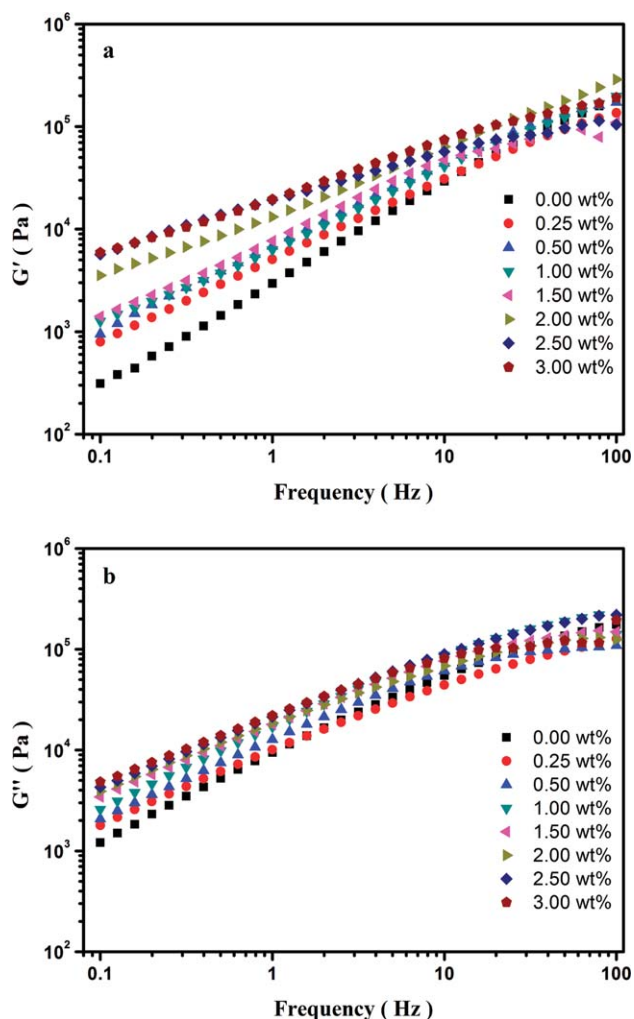 a
10⁶
10⁵
10⁴
10³
10²
G′ ( Pa )
0.00 wt%
0.25 wt%
0.50 wt%
1.00 wt%
1.50 wt%
2.00 wt%
2.50 wt%
3.00 wt%
0.1 1 10 100
Frequency ( Hz )
b
10⁶
10⁵
10⁴
10³
10²
G′′ ( Pa )
0.00 wt%
0.25 wt%
0.50 wt%
1.00 wt%
1.50 wt%
2.00 wt%
2.50 wt%
3.00 wt%
0.1 1 10 100
Frequency ( Hz )